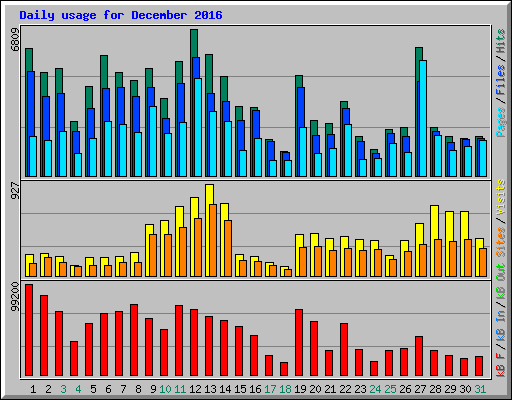 Daily usage for December 2016
6809
Pages / Files / Hits
927
Sites / Visits
99200
kB F / kB In / kB Out
1 2 3 4 5 6 7 8 9 10 11 12 13 14 15 16 17 18 19 20 21 22 23 24 25 26 27 28 29 30 31